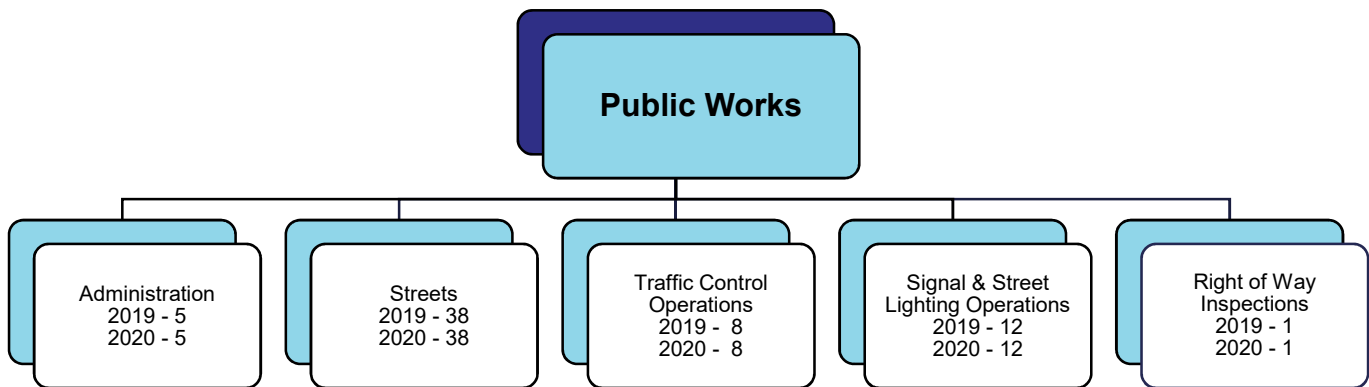 Public Works
Administration
2019 - 5
2020 - 5
Streets
2019 - 38
2020 - 38
Traffic Control
Operations
2019 -  8
2020 -  8
Signal & Street
Lighting Operations
2019 - 12
2020 - 12
Right of Way
Inspections
2019 - 1
2020 - 1